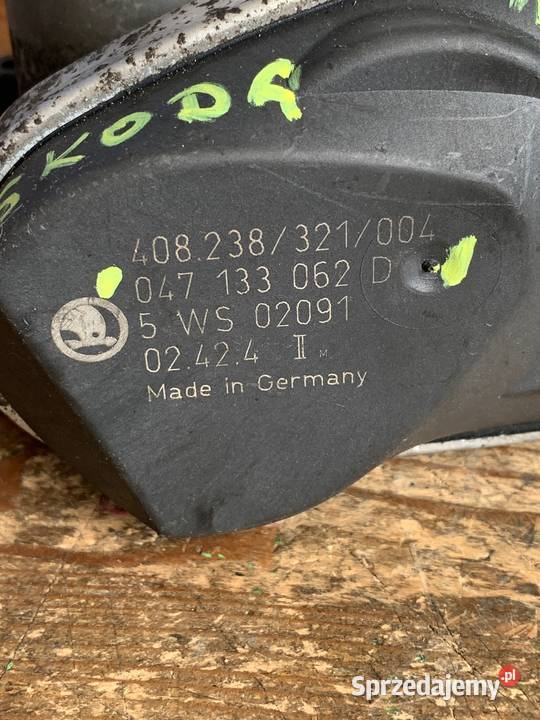 SKODA
408.238/321/004
047 133 062 D
5 WS 02091
02.42.4 II M
Made in Germany
Sprzedajemy.pl